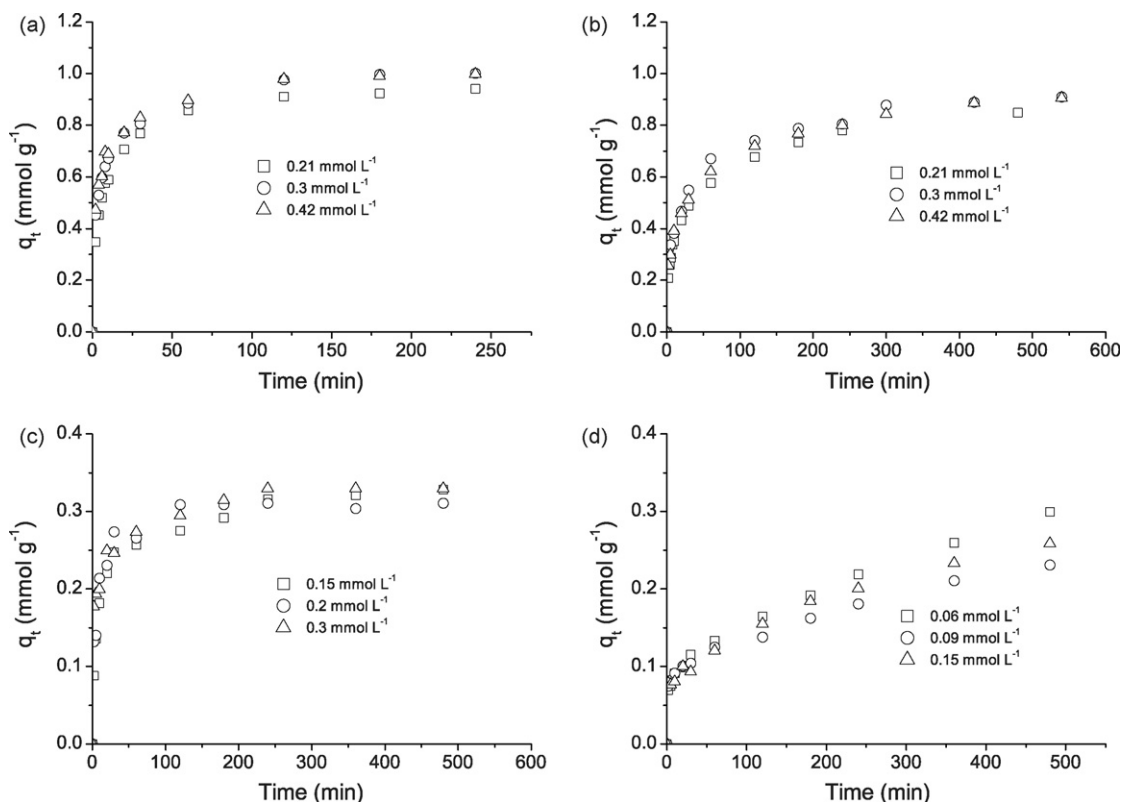 (a)
1.2
1.0
0.8
0.6
0.4
0.2
0.0
qₜ (mmol g⁻¹)
0.21 mmol L⁻¹
0.3 mmol L⁻¹
0.42 mmol L⁻¹
0 50 100 150 200 250
Time (min)
(b)
1.2
1.0
0.8
0.6
0.4
0.2
0.0
qₜ (mmol g⁻¹)
0.21 mmol L⁻¹
0.3 mmol L⁻¹
0.42 mmol L⁻¹
0 100 200 300 400 500 600
Time (min)
(c)
0.4
0.3
0.2
0.1
0.0
qₜ (mmol g⁻¹)
0.15 mmol L⁻¹
0.2 mmol L⁻¹
0.3 mmol L⁻¹
0 100 200 300 400 500 600
Time (min)
(d)
0.4
0.3
0.2
0.1
0.0
qₜ (mmol g⁻¹)
0.06 mmol L⁻¹
0.09 mmol L⁻¹
0.15 mmol L⁻¹
0 100 200 300 400 500
Time (min)